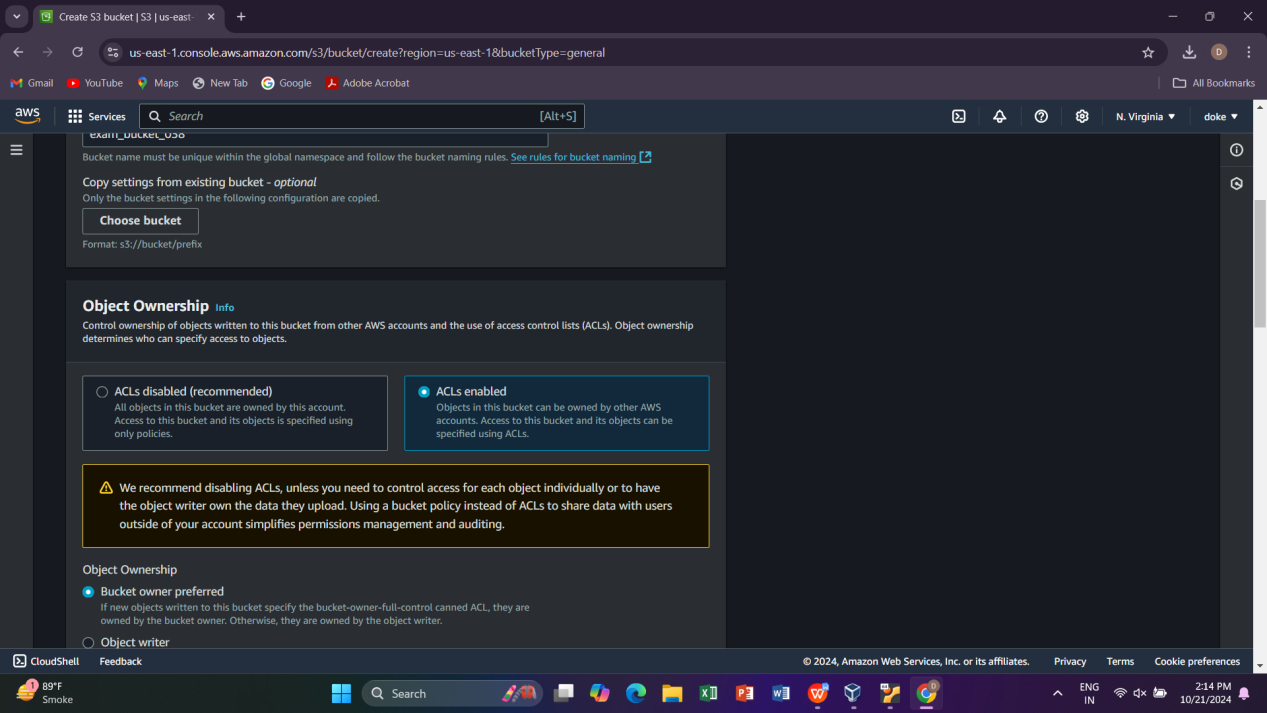 Create S3 bucket | S3 | us-east-
us-east-1.console.aws.amazon.com/s3/bucket/create?region=us-east-1&bucketType=general
D
Gmail YouTube Maps New Tab Google Adobe Acrobat All Bookmarks
aws Services Search [Alt+S] N. Virginia ▼ doke ▼
exam_bucket_038
Bucket name must be unique within the global namespace and follow the bucket naming rules. See rules for bucket naming
Copy settings from existing bucket - optional
Only the bucket settings in the following configuration are copied.
Choose bucket
Format: s3://bucket/prefix
Object Ownership Info
Control ownership of objects written to this bucket from other AWS accounts and the use of access control lists (ACLs). Object ownership
determines who can specify access to objects.
ACLs disabled (recommended)
All objects in this bucket are owned by this account.
Access to this bucket and its objects is specified using
only policies.
ACLs enabled
Objects in this bucket can be owned by other AWS
accounts. Access to this bucket and its objects can be
specified using ACLs.
We recommend disabling ACLs, unless you need to control access for each object individually or to have
the object writer own the data they upload. Using a bucket policy instead of ACLs to share data with users
outside of your account simplifies permissions management and auditing.
Object Ownership
Bucket owner preferred
If new objects written to this bucket specify the bucket-owner-full-control canned ACL, they are
owned by the bucket owner. Otherwise, they are owned by the object writer.
Object writer
CloudShell Feedback © 2024, Amazon Web Services, Inc. or its affiliates. Privacy Terms Cookie preferences
1 89°F
Smoke
Search
ENG
IN
2:14 PM
10/21/2024